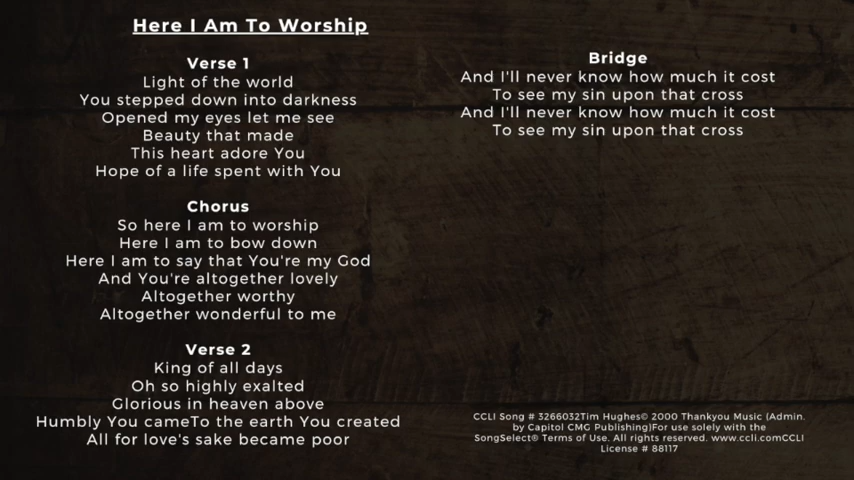 Here I Am To Worship
Verse 1
Light of the world
You stepped down into darkness
Opened my eyes let me see
Beauty that made
This heart adore You
Hope of a life spent with You
Chorus
So here I am to worship
Here I am to bow down
Here I am to say that You're my God
And You're altogether lovely
Altogether worthy
Altogether wonderful to me
Verse 2
King of all days
Oh so highly exalted
Glorious in heaven above
Humbly You cameTo the earth You created
All for love's sake became poor
Bridge
And I'll never know how much it cost
To see my sin upon that cross
And I'll never know how much it cost
To see my sin upon that cross
CCLI Song # 3266032Tim Hughes© 2000 Thankyou Music (Admin.
by Capitol CMG Publishing)For use solely with the
SongSelect® Terms of Use. All rights reserved. www.ccli.comCCLI
License # 88117